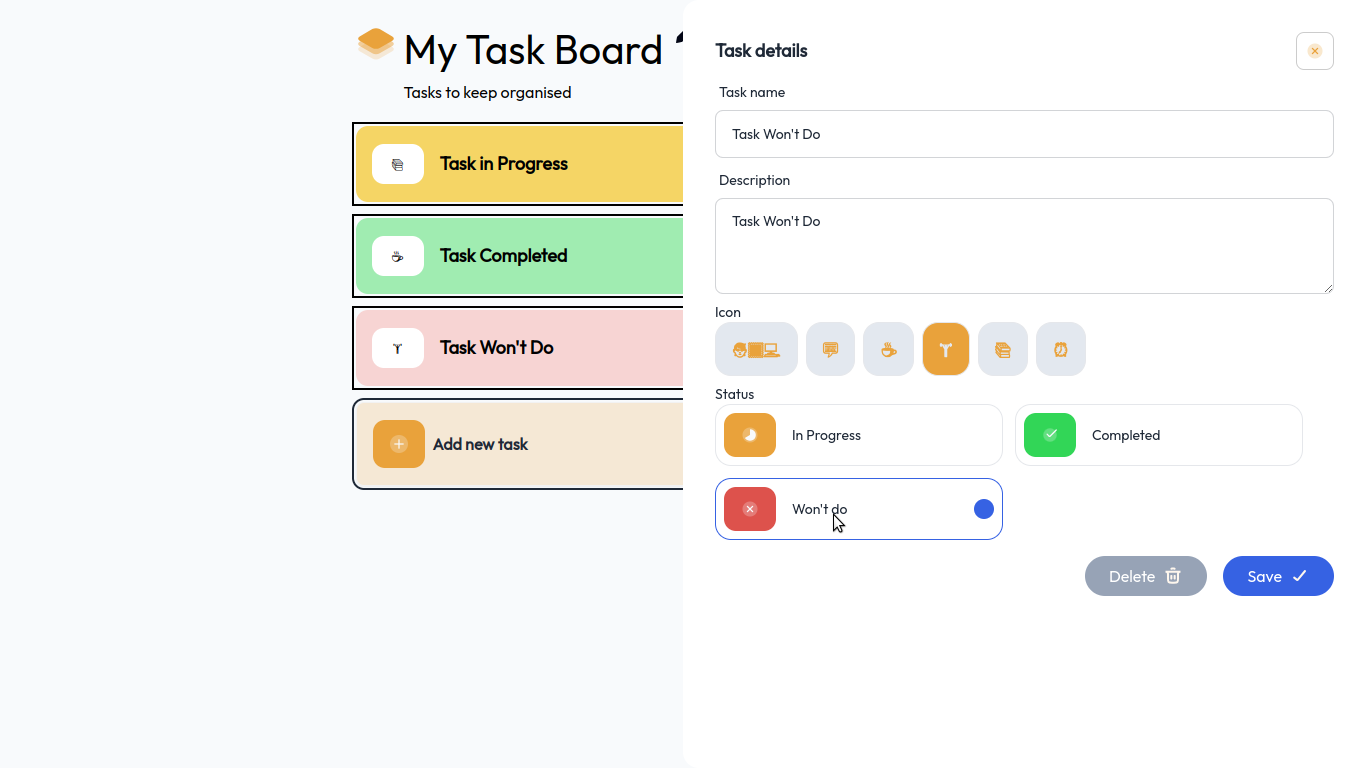 My Task Board
Tasks to keep organised
Task in Progress
Task Completed
Task Won't Do
Add new task
Task details
Task name
Task Won't Do
Description
Task Won't Do
Icon
Status
In Progress
Completed
Won't do
Delete
Save